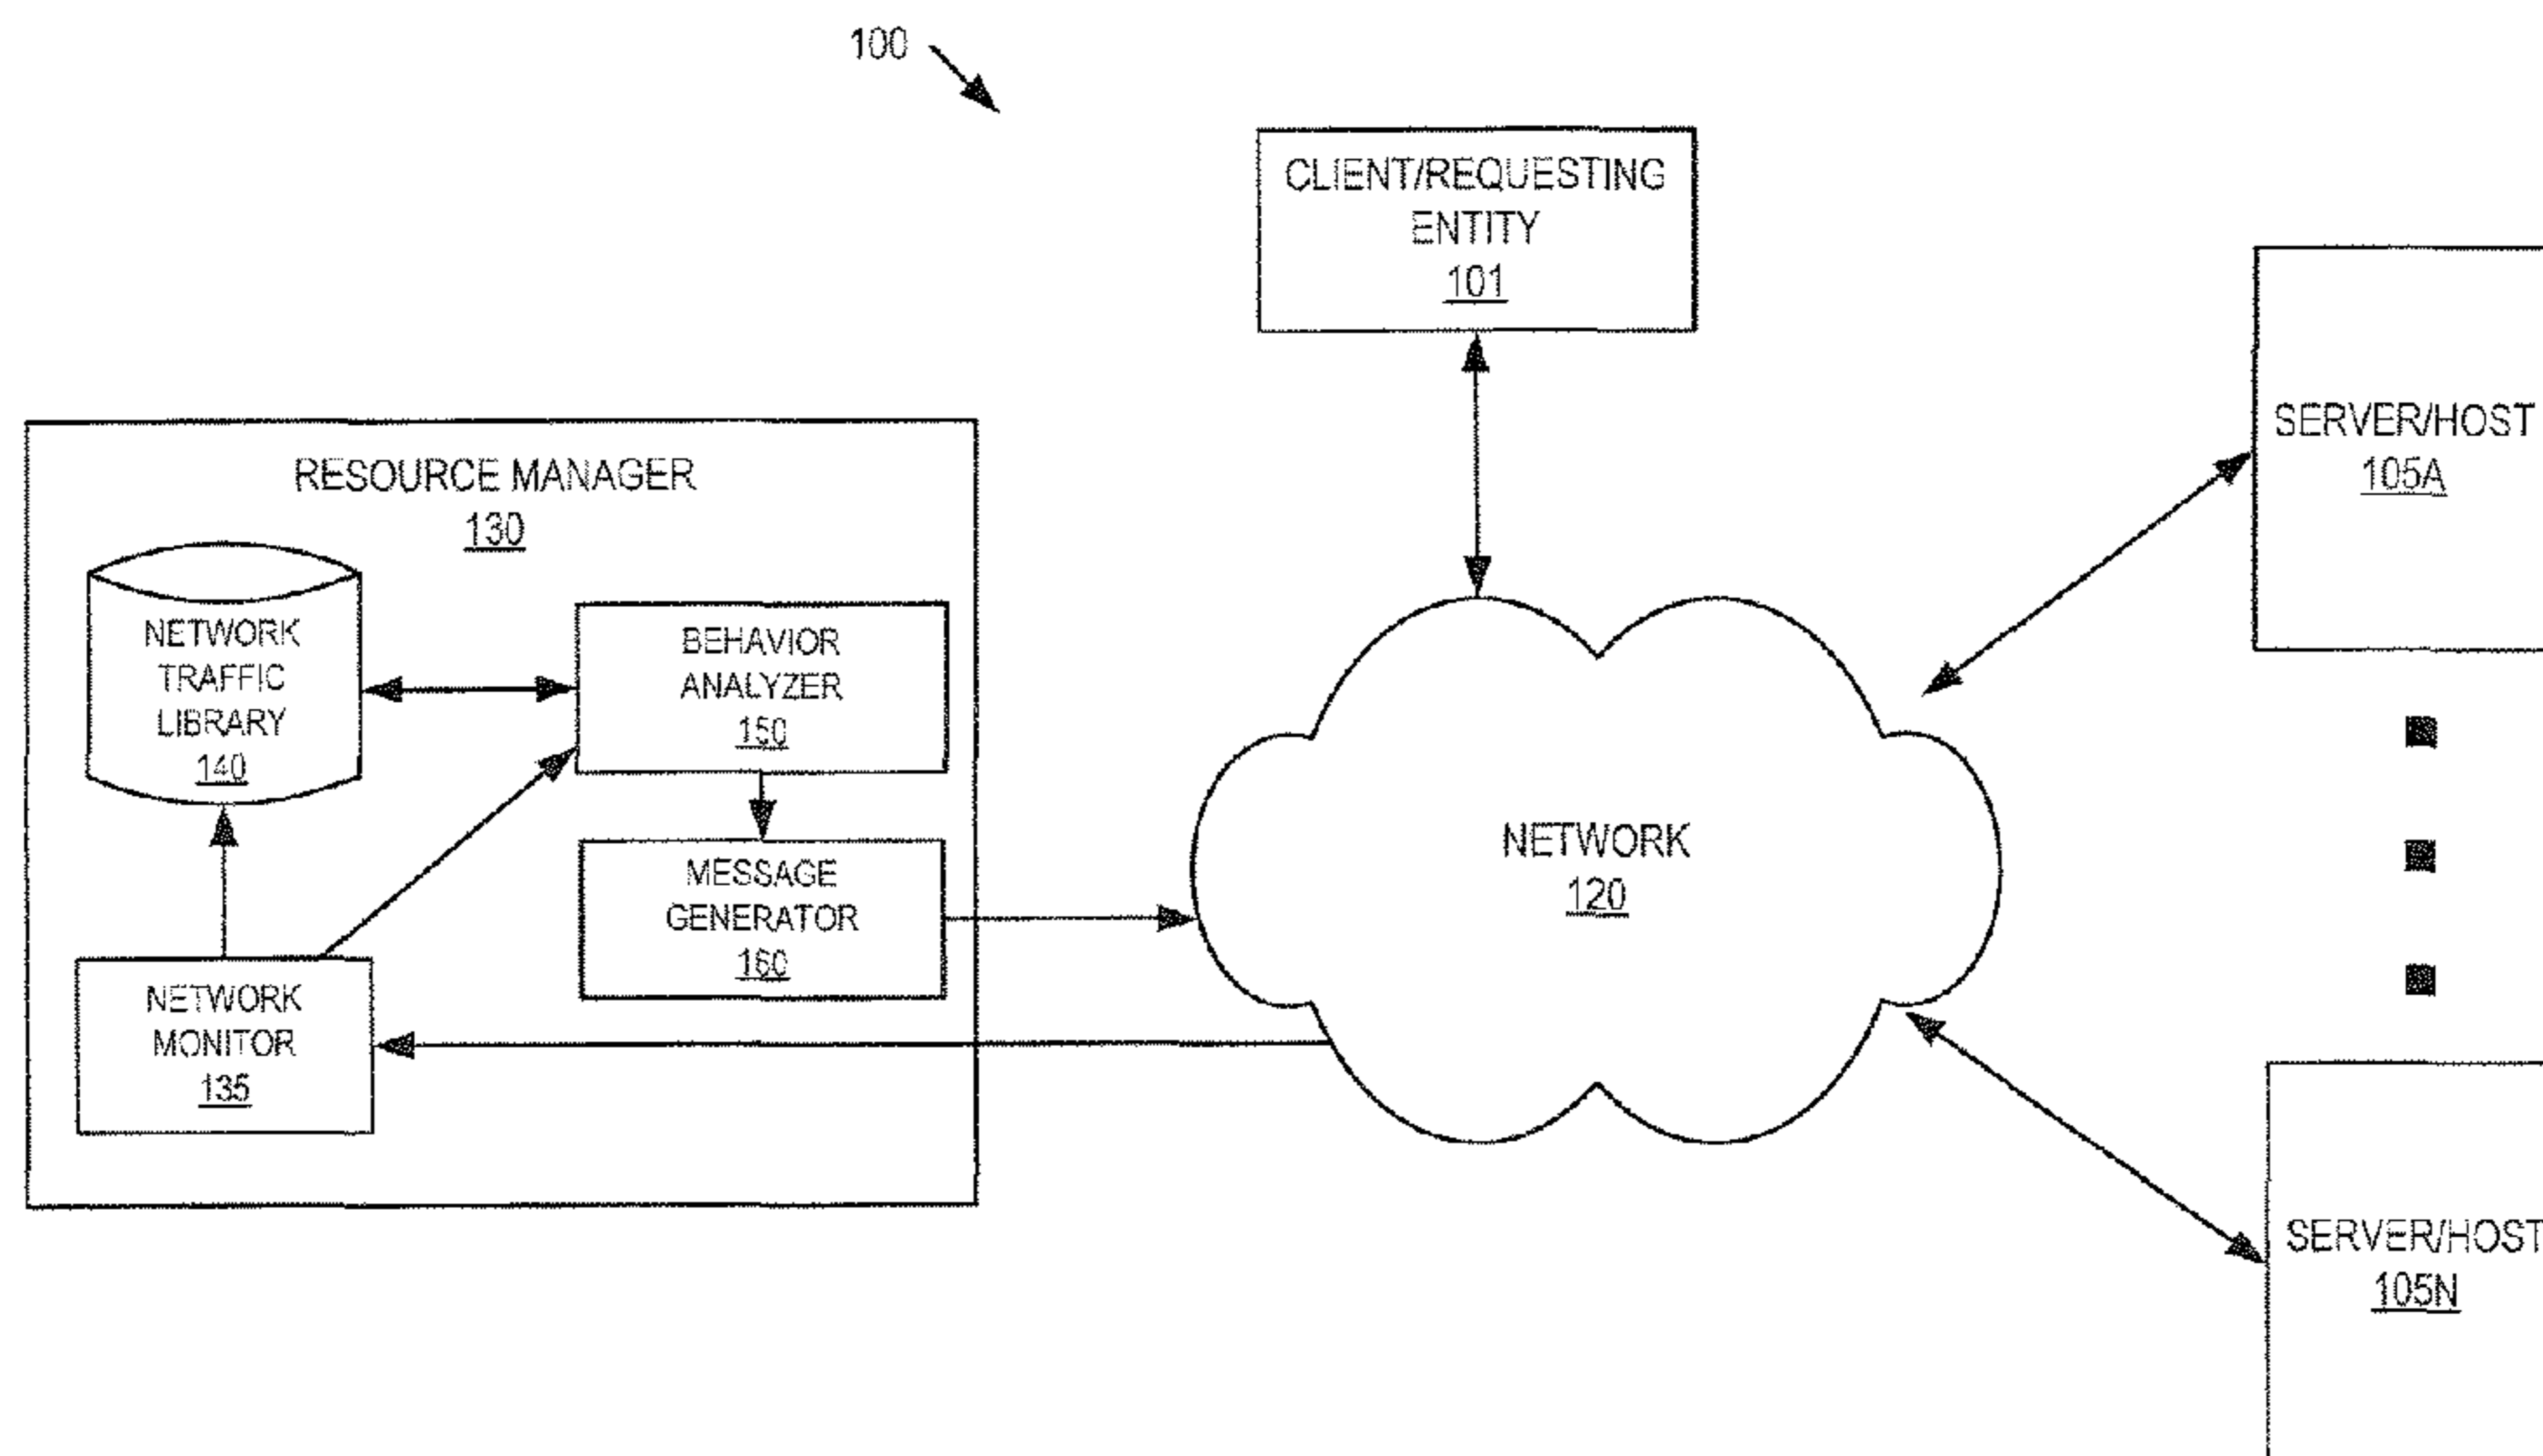 100
CLIENT/REQUESTING
ENTITY
101
SERVER/HOST
105A
RESOURCE MANAGER
130
NETWORK
TRAFFIC
LIBRARY
140
BEHAVIOR
ANALYZER
150
MESSAGE
GENERATOR
160
NETWORK
MONITOR
135
NETWORK
120
SERVER/HOST
105N